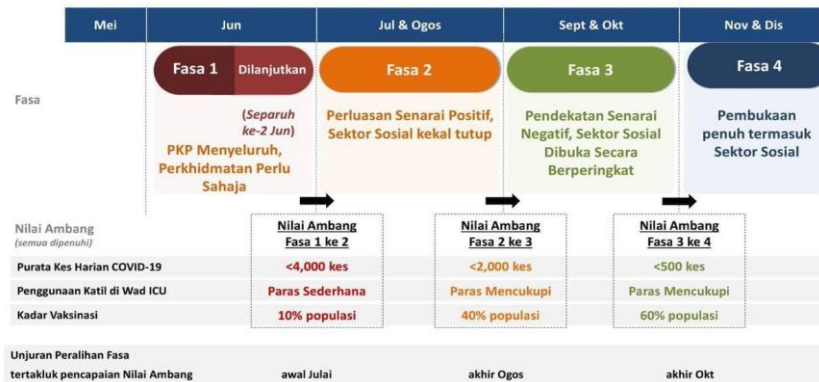 Mei Jun Jul & Ogos Sept & Okt Nov & Dis
Fasa
Fasa 1 Dilanjutkan
(Separuh
ke-2 Jun)
PKP Menyeluruh,
Perkhidmatan Perlu
Sahaja
Fasa 2
Perluasan Senarai Positif,
Sektor Sosial kekal tutup
Fasa 3
Pendekatan Senarai
Negatif, Sektor Sosial
Dibuka Secara
Berperingkat
Fasa 4
Pembukaan
penuh termasuk
Sektor Sosial
Nilai Ambang
(semua dipenuhi)
Nilai Ambang
Fasa 1 ke 2
Nilai Ambang
Fasa 2 ke 3
Nilai Ambang
Fasa 3 ke 4
Purata Kes Harian COVID-19 <4,000 kes <2,000 kes <500 kes
Penggunaan Katil di Wad ICU Paras Sederhana Paras Mencukupi Paras Mencukupi
Kadar Vaksinasi 10% populasi 40% populasi 60% populasi
Unjuran Peralihan Fasa
tertakluk pencapaian Nilai Ambang awal Julai akhir Ogos akhir Okt